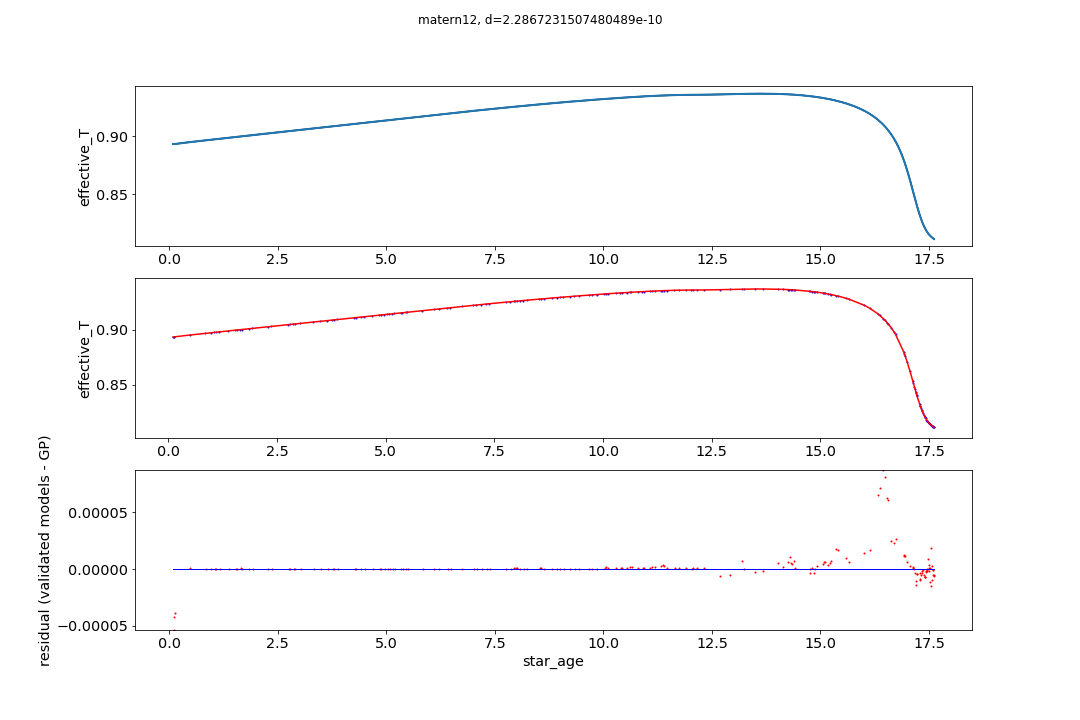 matern12, d=2.2867231507480489e-10
effective_T
0.90
0.85
0.0 2.5 5.0 7.5 10.0 12.5 15.0 17.5
effective_T
0.90
0.85
0.0 2.5 5.0 7.5 10.0 12.5 15.0 17.5
residual (validated models - GP)
0.00005
0.00000
−0.00005
0.0 2.5 5.0 7.5 10.0 12.5 15.0 17.5
star_age